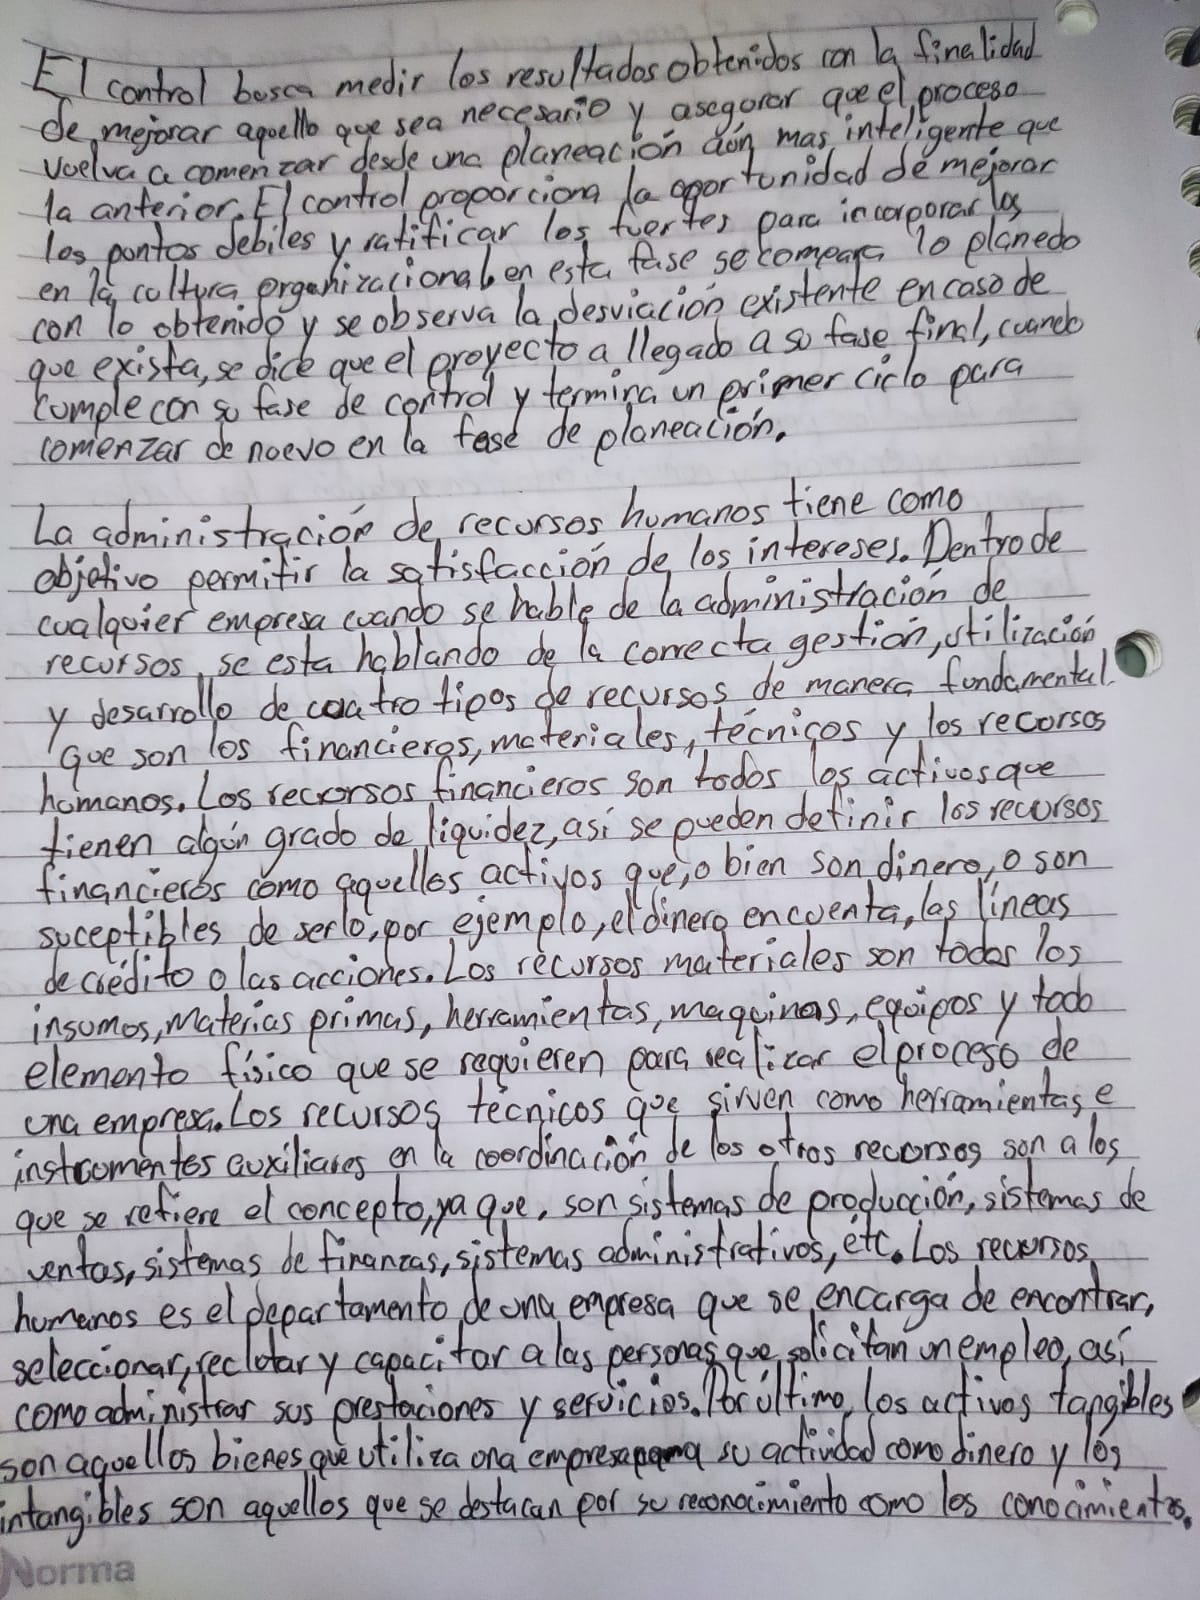 El control busca medir los resultados obtenidos con la finalidad
de mejorar aquello que sea necesario y asegurar que el proceso
vuelva a comenzar desde una planeación aún mas inteligente que
la anterior. El control proporciona la oportunidad de mejorar
los puntos debiles y ratificar los fuertes para incorporarlos
en la cultura organizacional, en esta fase se compara lo planedo
con lo obtenido y se observa la desviación existente en caso de
que exista, se dice que el proyecto a llegado a su fase final, cuando
cumple con su fase de control y termina un primer ciclo para
comenzar de nuevo en la fase de planeación.
La administración de recursos humanos tiene como
objetivo permitir la satisfacción de los intereses. Dentro de
cualquier empresa cuando se hable de la administración de
recursos, se esta hablando de la correcta gestión, utilización
y desarrollo de cuatro tipos de recursos de manera fundamental
que son los financieros, materiales, técnicos y los recursos
humanos. Los recursos financieros son todos los activos que
tienen algún grado de liquidez, así se pueden definir los recursos
financieros como aquellos activos que, o bien son dinero, o son
suceptibles de serlo, por ejemplo, el dinero en cuenta, las líneas
de crédito o las acciones. Los recursos materiales son todos los
insumos, materias primas, herramientas, maquinas, equipos y todo
elemento físico que se requieren para realizar el proceso de
una empresa. Los recursos técnicos que sirven como herramientas e
instrumentes auxiliares en la coordinación de los otros recursos son a los
que se refiere el concepto, ya que, son sistemas de producción, sistemas de
ventas, sistemas de finanzas, sistemas administrativos, étc. Los recursos
humanos es el departamento de una empresa que se encarga de encontrar,
seleccionar, reclutar y capacitar a las personas que solicitan un empleo, así
como administrar sus prestaciones y servicios. Por último, los activos tangibles
son aquellos bienes que utiliza una empresa para su actividad como dinero y los
intangibles son aquellos que se destacan por su reconocimiento como los conocimientos.
Norma